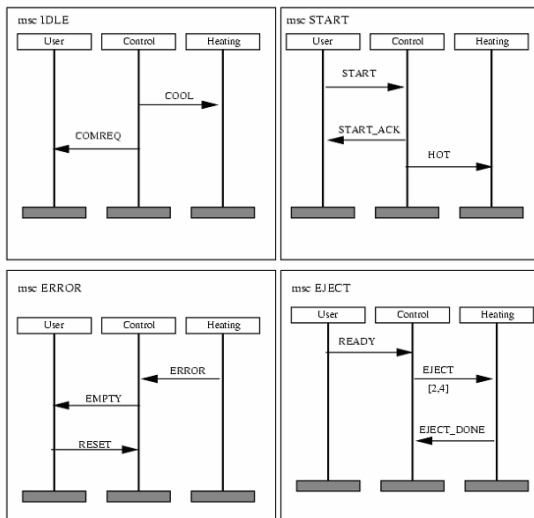 msc IDLE
User Control Heating
COOL
COMREQ
msc START
User Control Heating
START
START_ACK
HOT
msc ERROR
User Control Heating
ERROR
EMPTY
RESET
msc EJECT
User Control Heating
READY
EJECT
[2,4]
EJECT_DONE